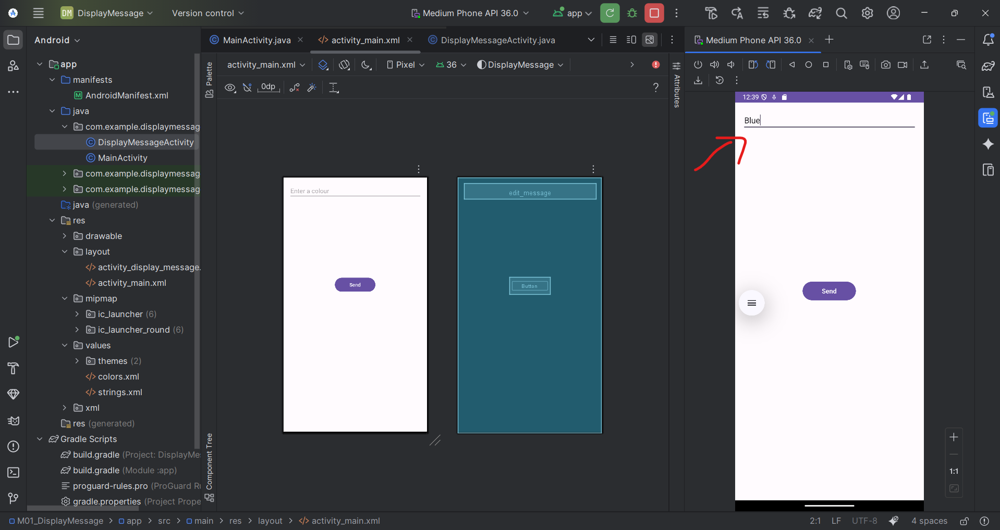 DM DisplayMessage Version control Medium Phone API 36.0 app
Android
MainActivity.java activity_main.xml DisplayMessageActivity.java
Medium Phone API 36.0
app
manifests
AndroidManifest.xml
java
com.example.displaymessag
DisplayMessageActivity
MainActivity
com.example.displaymessag
com.example.displaymessag
java (generated)
res
drawable
layout
activity_display_message.
activity_main.xml
mipmap
ic_launcher (6)
ic_launcher_round (6)
values
themes (2)
colors.xml
strings.xml
xml
res (generated)
Gradle Scripts
build.gradle (Project: DisplayMe
build.gradle (Module :app)
proguard-rules.pro (ProGuard Ru
gradle.properties (Project Prope
Palette
activity_main.xml Pixel 36 DisplayMessage
0dp
?
Enter a colour
Send
edit_message
Button
Component Tree
Attributes
12:39
Blue
Send
1:1
M01_DisplayMessage > app > src > main > res > layout > activity_main.xml
2:1 LF UTF-8 4 spaces